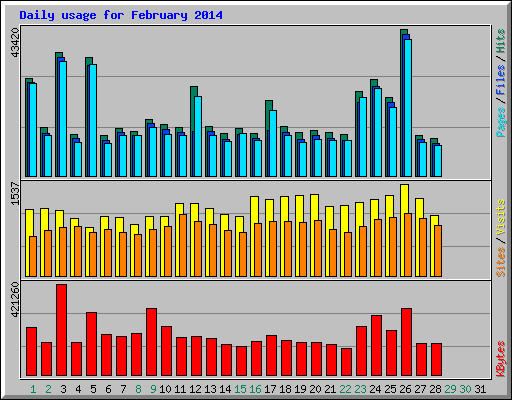 Daily usage for February 2014
43420
Pages / Files / Hits
1537
Sites / Visits
421260
KBytes
1 2 3 4 5 6 7 8 9 10 11 12 13 14 15 16 17 18 19 20 21 22 23 24 25 26 27 28 29 30 31